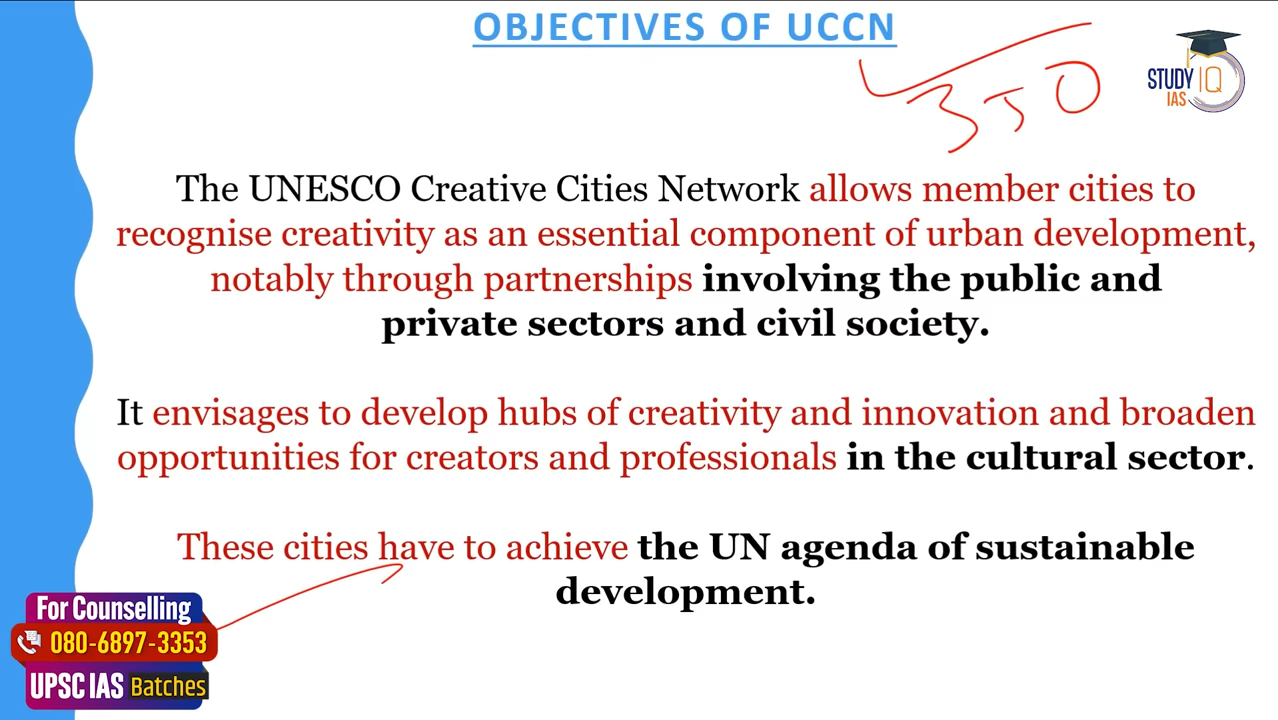 OBJECTIVES OF UCCN
350
STUDY IQ
IAS
The UNESCO Creative Cities Network allows member cities to
recognise creativity as an essential component of urban development,
notably through partnerships involving the public and
private sectors and civil society.
It envisages to develop hubs of creativity and innovation and broaden
opportunities for creators and professionals in the cultural sector.
These cities have to achieve the UN agenda of sustainable
development.
For Counselling
080-6897-3353
UPSC IAS Batches